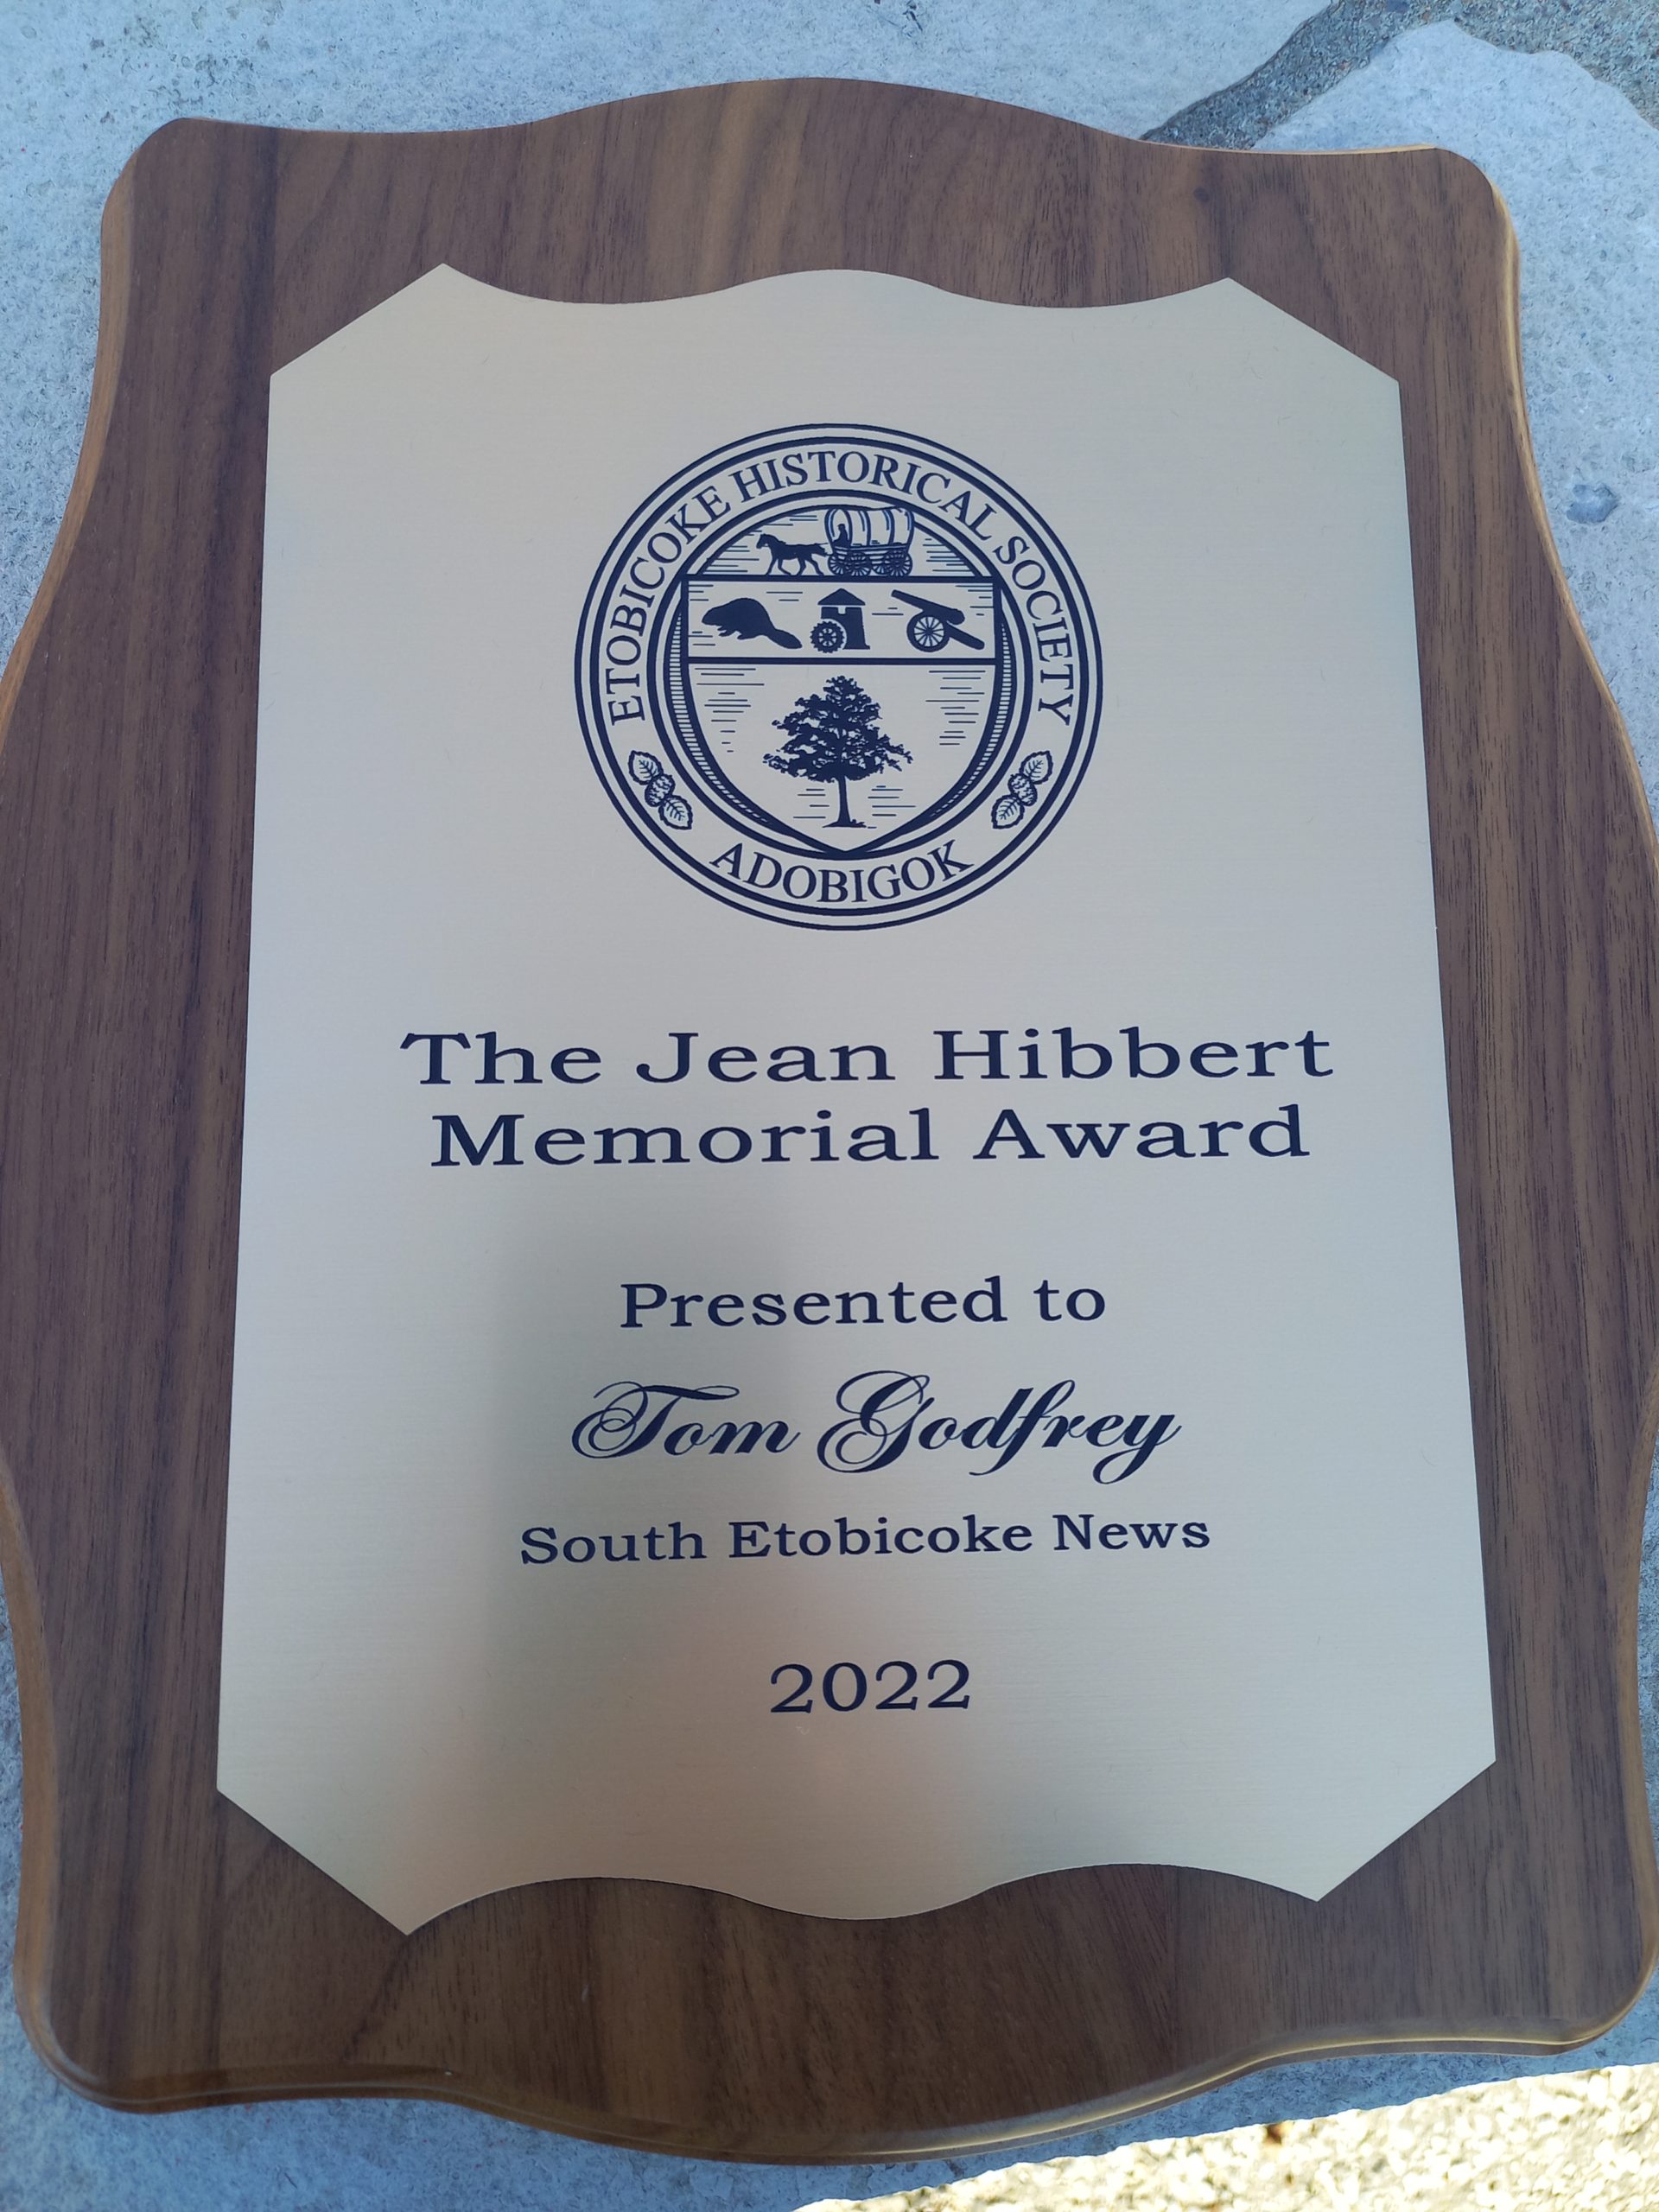 ETOBICOKE HISTORICAL SOCIETY
ADOBIGOK
The Jean Hibbert
Memorial Award
Presented to
Tom Godfrey
South Etobicoke News
2022